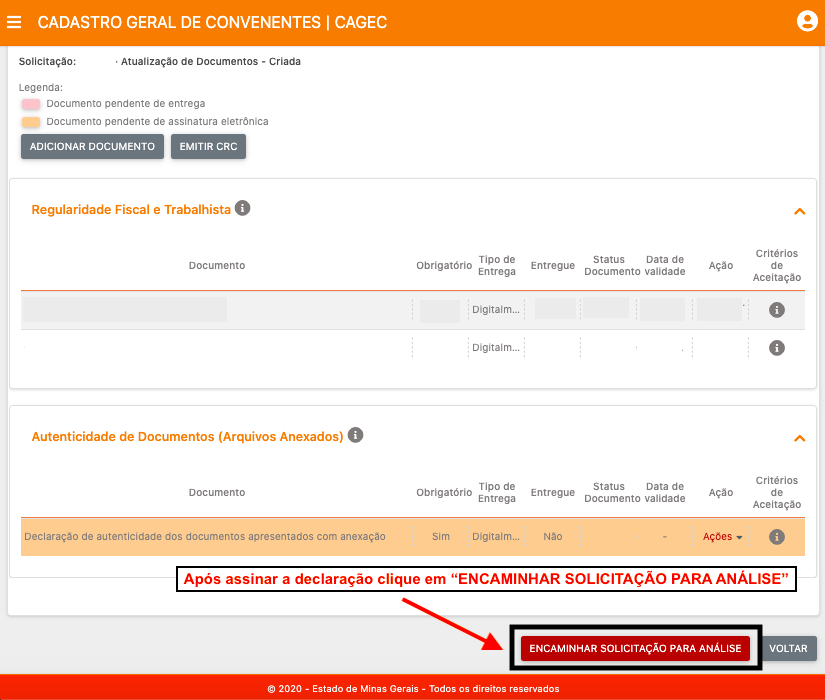 CADASTRO GERAL DE CONVENENTES | CAGEC
Solicitação: · Atualização de Documentos - Criada
Legenda:
Documento pendente de entrega
Documento pendente de assinatura eletrônica
ADICIONAR DOCUMENTO EMITIR CRC
Regularidade Fiscal e Trabalhista
Documento Obrigatório Tipo de Entrega Entregue Status Documento Data de validade Ação Critérios de Aceitação
Digitalm...
Digitalm...
Autenticidade de Documentos (Arquivos Anexados)
Documento Obrigatório Tipo de Entrega Entregue Status Documento Data de validade Ação Critérios de Aceitação
Declaração de autenticidade dos documentos apresentados com anexação Sim Digitalm... Não - Ações
Após assinar a declaração clique em “ENCAMINHAR SOLICITAÇÃO PARA ANÁLISE”
ENCAMINHAR SOLICITAÇÃO PARA ANÁLISE VOLTAR
© 2020 - Estado de Minas Gerais - Todos os direitos reservados